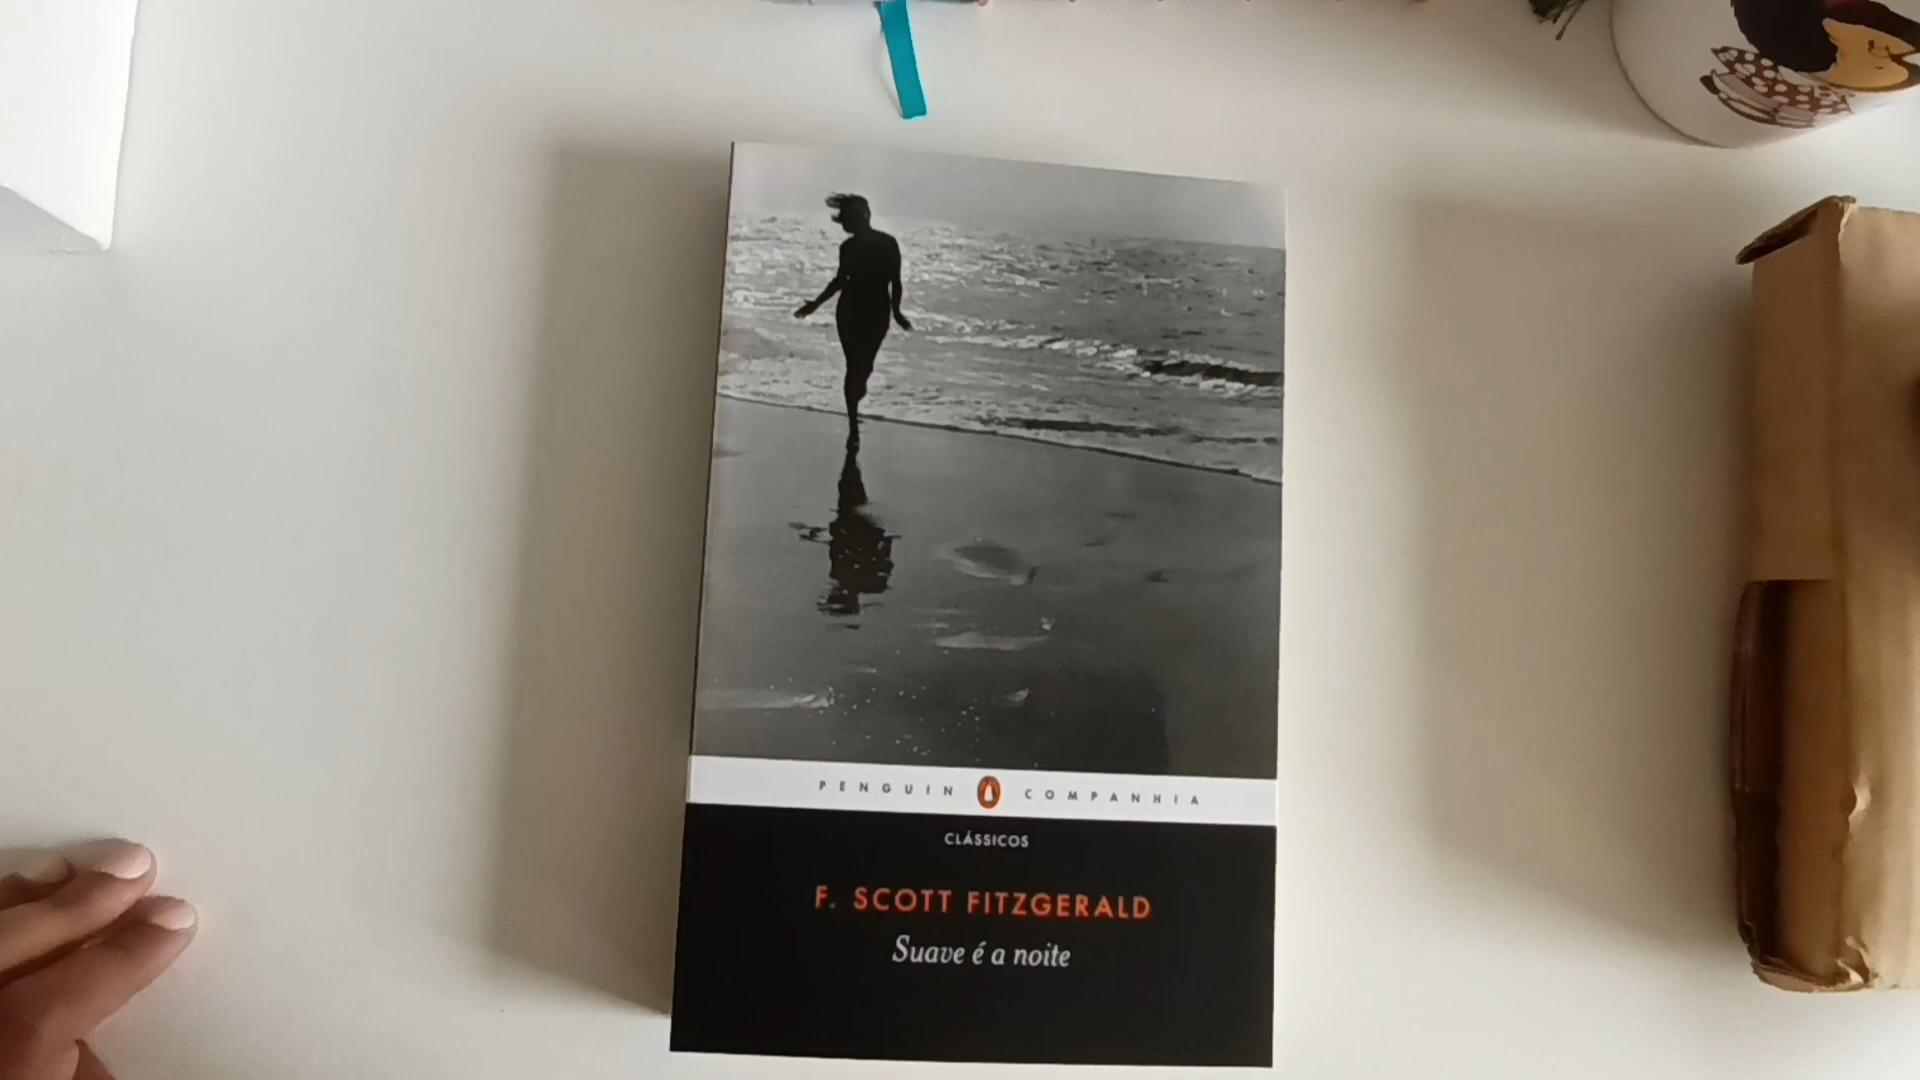 PENGUIN COMPANHIA
CLÁSSICOS
F. SCOTT FITZGERALD
Suave é a noite